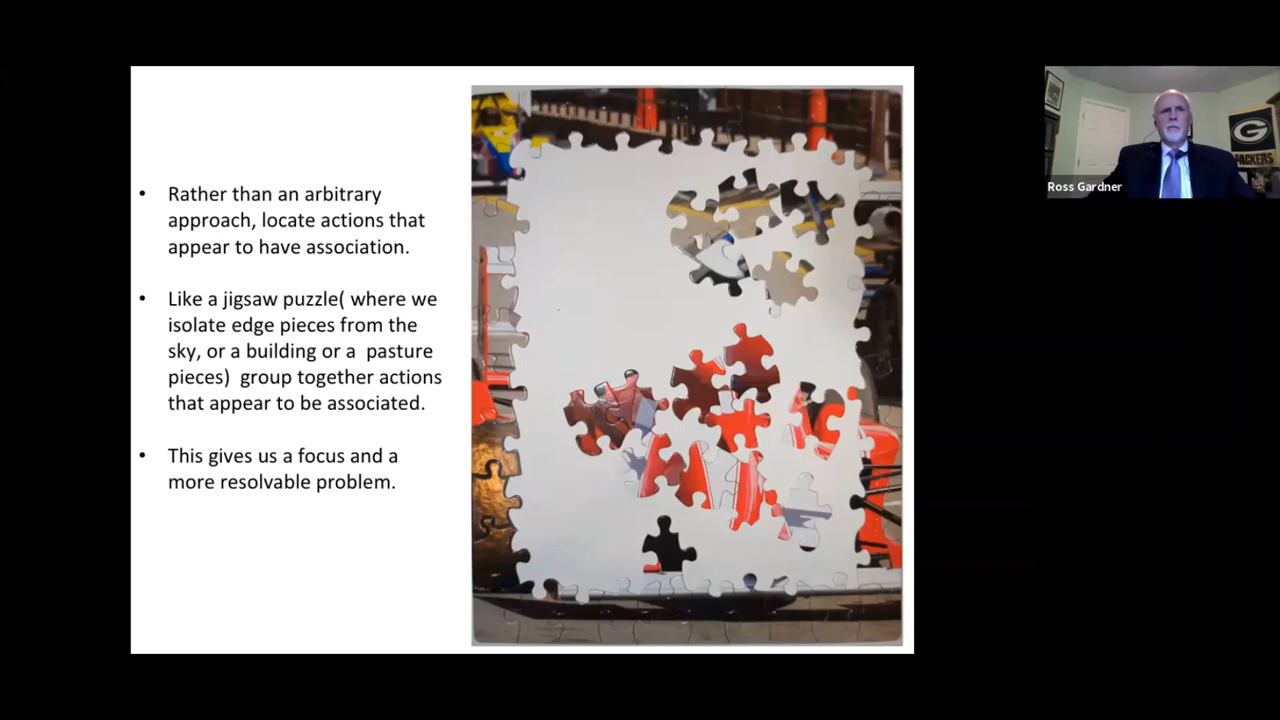 • Rather than an arbitrary
approach, locate actions that
appear to have association.
• Like a jigsaw puzzle( where we
isolate edge pieces from the
sky, or a building or a  pasture
pieces)  group together actions
that appear to be associated.
• This gives us a focus and a
more resolvable problem.
G
PACKERS
Ross Gardner